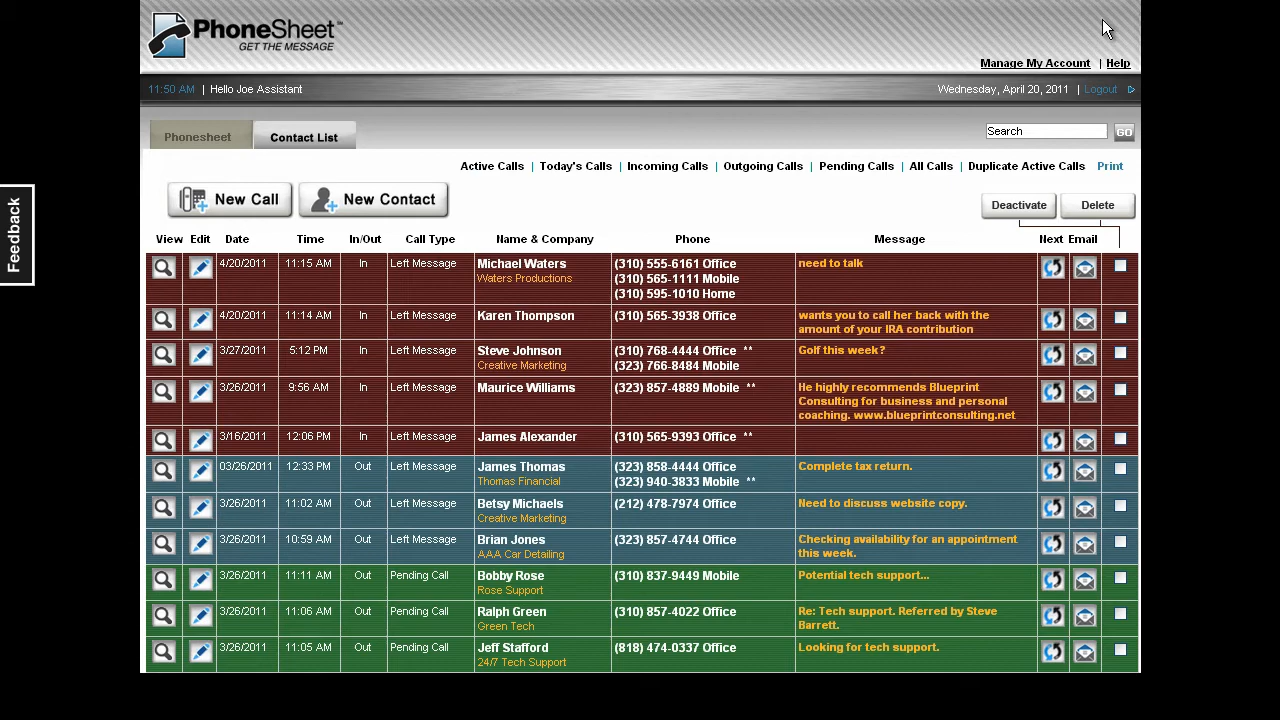 PhoneSheet℠
GET THE MESSAGE
Manage My Account | Help
11:50 AM | Hello Joe Assistant Wednesday, April 20, 2011 | Logout
Phonesheet Contact List Search GO
Active Calls | Today's Calls | Incoming Calls | Outgoing Calls | Pending Calls | All Calls | Duplicate Active Calls Print
New Call New Contact Deactivate Delete
Feedback
View Edit Date Time In/Out Call Type Name & Company Phone Message Next Email
4/20/2011 11:15 AM In Left Message Michael Waters (310) 555-6161 Office need to talk
Waters Productions (310) 565-1111 Mobile
(310) 595-1010 Home
4/20/2011 11:14 AM In Left Message Karen Thompson (310) 565-3938 Office wants you to call her back with the
amount of your IRA contribution
3/27/2011 5:12 PM In Left Message Steve Johnson (310) 768-4444 Office ** Golf this week?
Creative Marketing (323) 766-8484 Mobile
3/26/2011 9:56 AM In Left Message Maurice Williams (323) 857-4889 Mobile ** He highly recommends Blueprint
Consulting for business and personal
coaching. www.blueprintconsulting.net
3/16/2011 12:06 PM In Left Message James Alexander (310) 565-9393 Office **
03/26/2011 12:33 PM Out Left Message James Thomas (323) 858-4444 Office Complete tax return.
Thomas Financial (323) 940-3833 Mobile **
3/26/2011 11:02 AM Out Left Message Betsy Michaels (212) 478-7974 Office Need to discuss website copy.
Creative Marketing
3/26/2011 10:59 AM Out Left Message Brian Jones (323) 857-4744 Office Checking availability for an appointment
AAA Car Detailing this week.
3/26/2011 11:11 AM Out Pending Call Bobby Rose (310) 837-9449 Mobile Potential tech support...
Rose Support
3/26/2011 11:06 AM Out Pending Call Ralph Green (310) 857-4022 Office Re: Tech support. Referred by Steve
Green Tech Barrett.
3/26/2011 11:05 AM Out Pending Call Jeff Stafford (818) 474-0337 Office Looking for tech support.
24/7 Tech Support